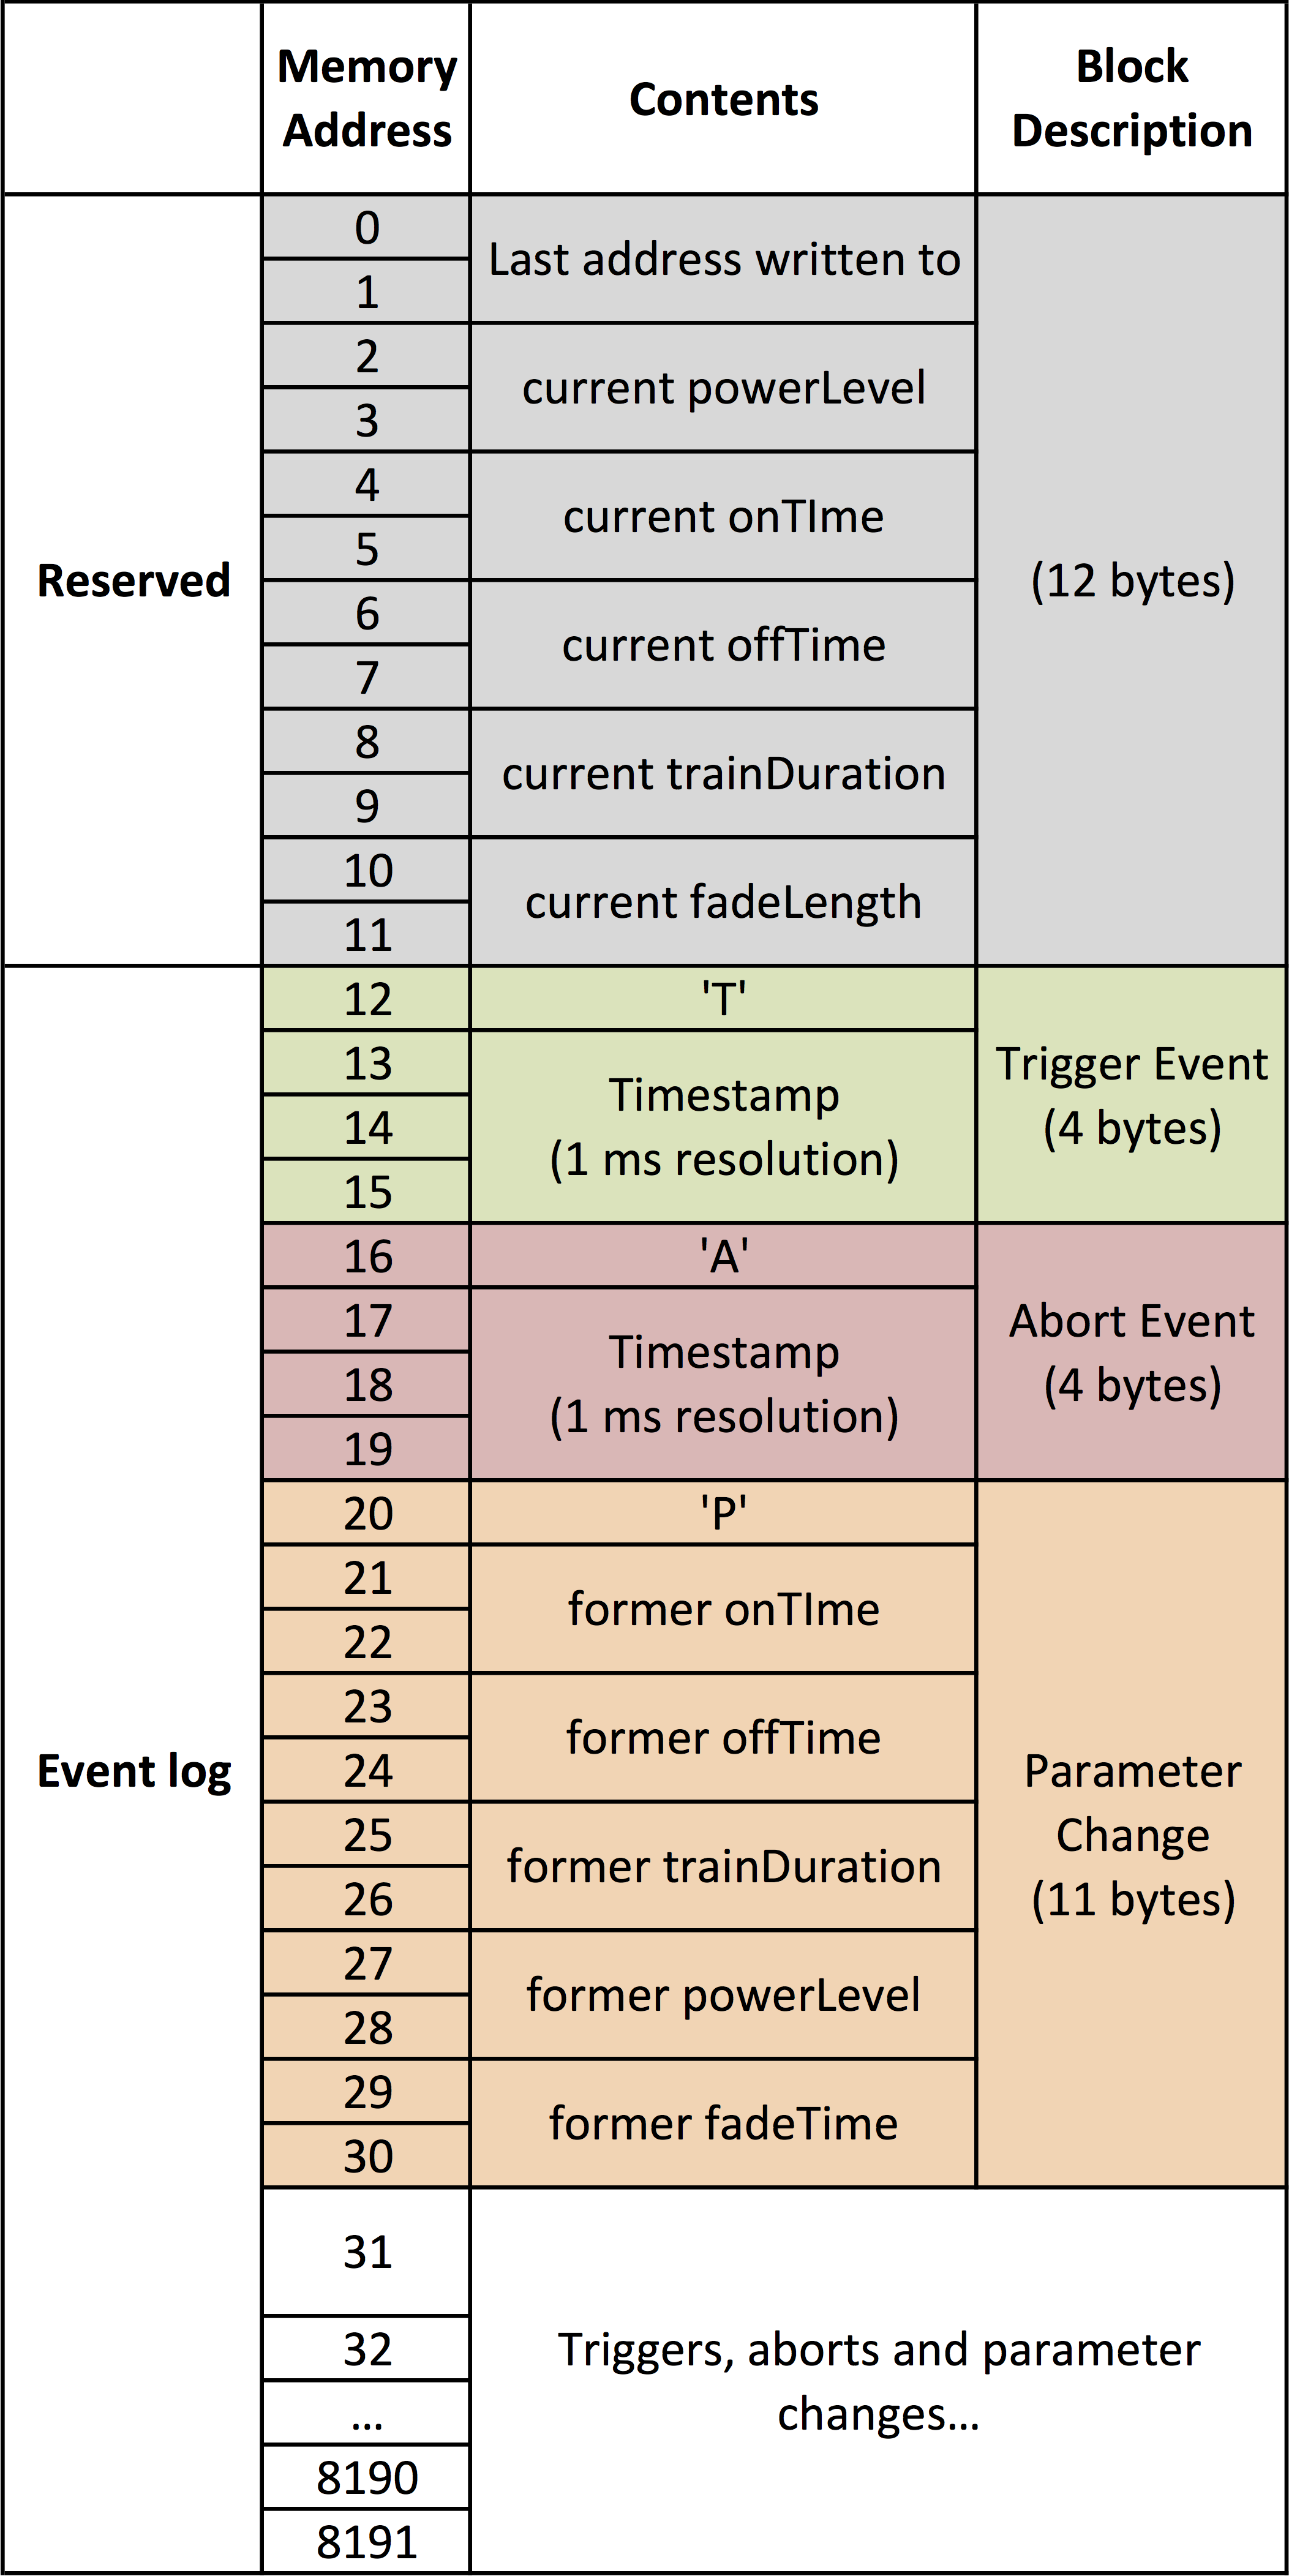 Memory Address
Contents
Block Description
Reserved
0
Last address written to
(12 bytes)
1
2
current powerLevel
3
4
current onTIme
5
6
current offTime
7
8
current trainDuration
9
10
current fadeLength
11
Event log
12
'T'
Trigger Event
(4 bytes)
13
Timestamp
(1 ms resolution)
14
15
16
'A'
Abort Event
(4 bytes)
17
Timestamp
(1 ms resolution)
18
19
20
'P'
Parameter
Change
(11 bytes)
21
former onTIme
22
23
former offTime
24
25
former trainDuration
26
27
former powerLevel
28
29
former fadeTime
30
31
Triggers, aborts and parameter
changes...
32
...
8190
8191